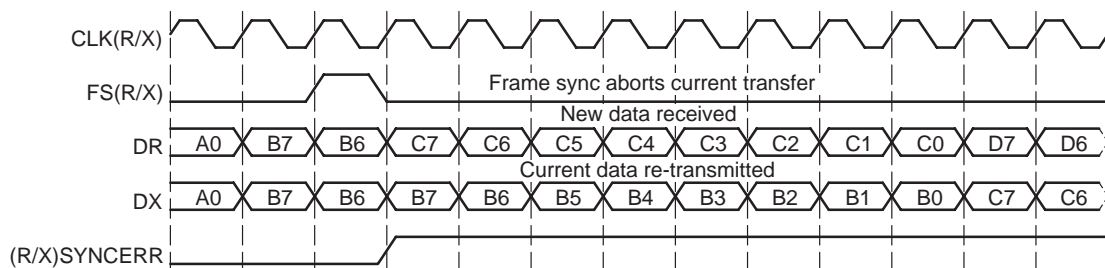 CLK(R/X)
FS(R/X)
Frame sync aborts current transfer
New data received
DR A0 B7 B6 C7 C6 C5 C4 C3 C2 C1 C0 D7 D6
Current data re-transmitted
DX A0 B7 B6 B7 B6 B5 B4 B3 B2 B1 B0 C7 C6
(R/X)SYNCERR